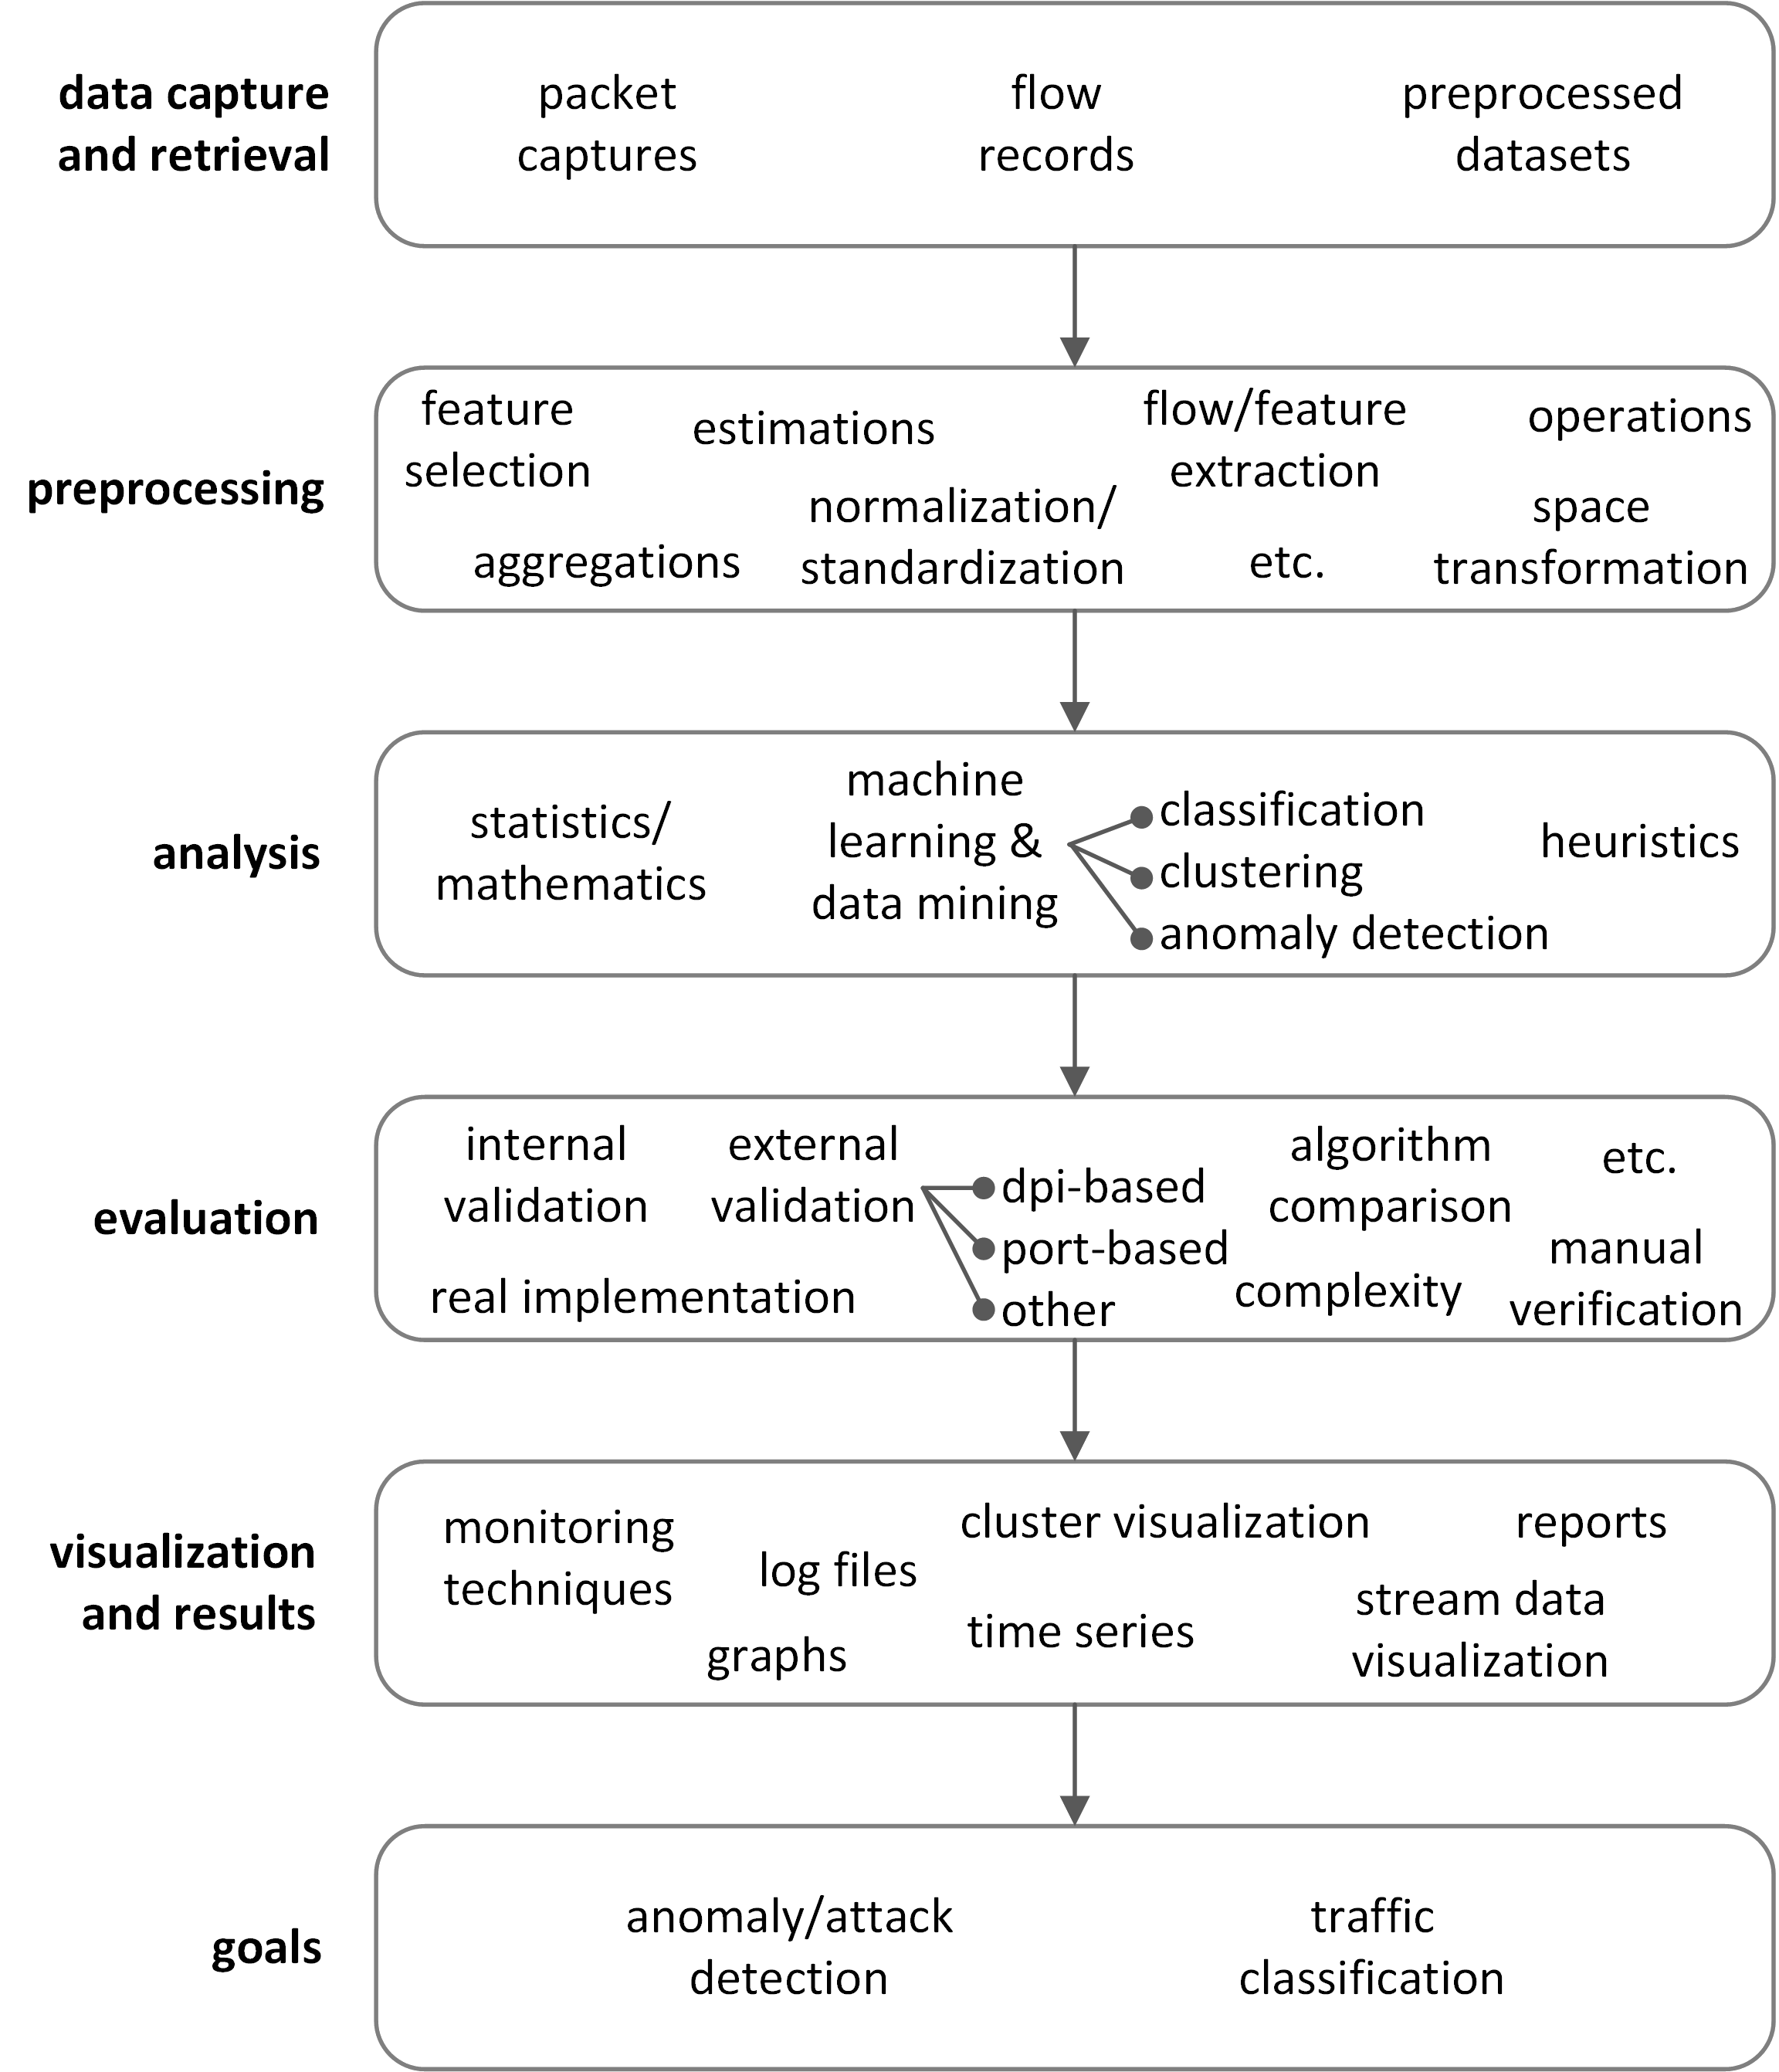 data capture
and retrieval
packet
captures
flow
records
preprocessed
datasets
preprocessing
feature
selection
estimations
flow/feature
extraction
operations
aggregations
normalization/
standardization
etc.
space
transformation
analysis
statistics/
mathematics
machine
learning &
data mining
classification
clustering
anomaly detection
heuristics
evaluation
internal
validation
external
validation
dpi-based
port-based
other
algorithm
comparison
etc.
real implementation
complexity
manual
verification
visualization
and results
monitoring
techniques
log files
cluster visualization
reports
graphs
time series
stream data
visualization
goals
anomaly/attack
detection
traffic
classification